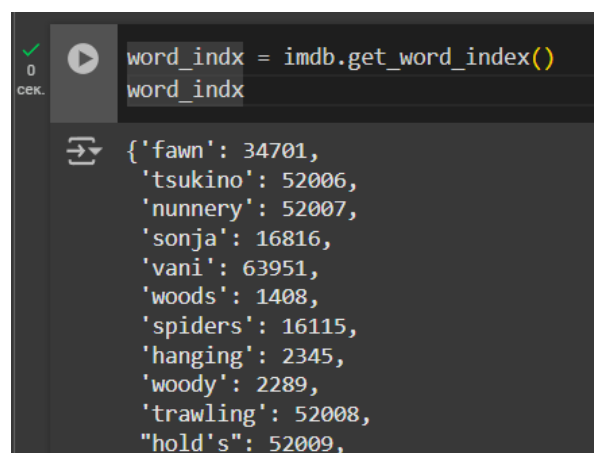 word_indx = imdb.get_word_index()
0
word_indx
сек.
{'fawn': 34701,
'tsukino': 52006,
'nunnery': 52007,
'sonja': 16816,
'vani': 63951,
'woods': 1408,
'spiders': 16115,
'hanging': 2345,
'woody': 2289,
'trawling': 52008,
"hold's": 52009,